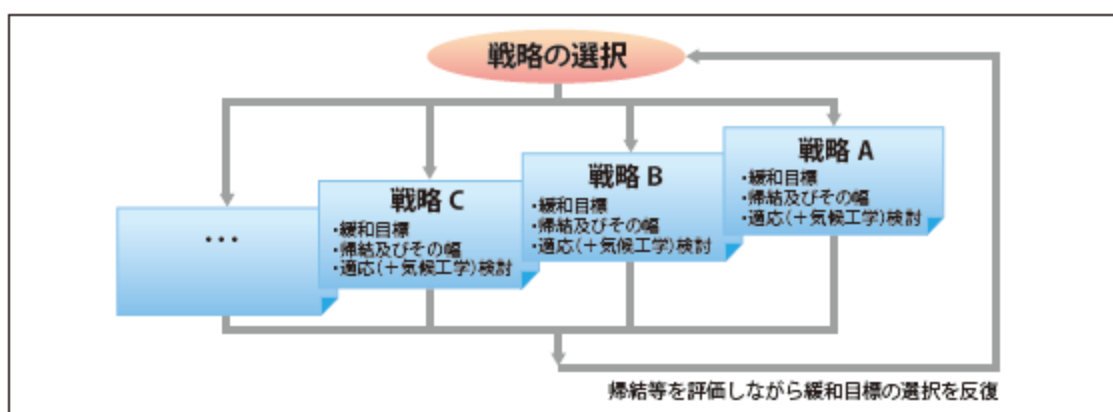 戦略の選択
戦略 A
・緩和目標
・帰結及びその幅
・適応(＋気候工学)検討
戦略 B
・緩和目標
・帰結及びその幅
・適応(＋気候工学)検討
戦略 C
・緩和目標
・帰結及びその幅
・適応(＋気候工学)検討
…
帰結等を評価しながら緩和目標の選択を反復